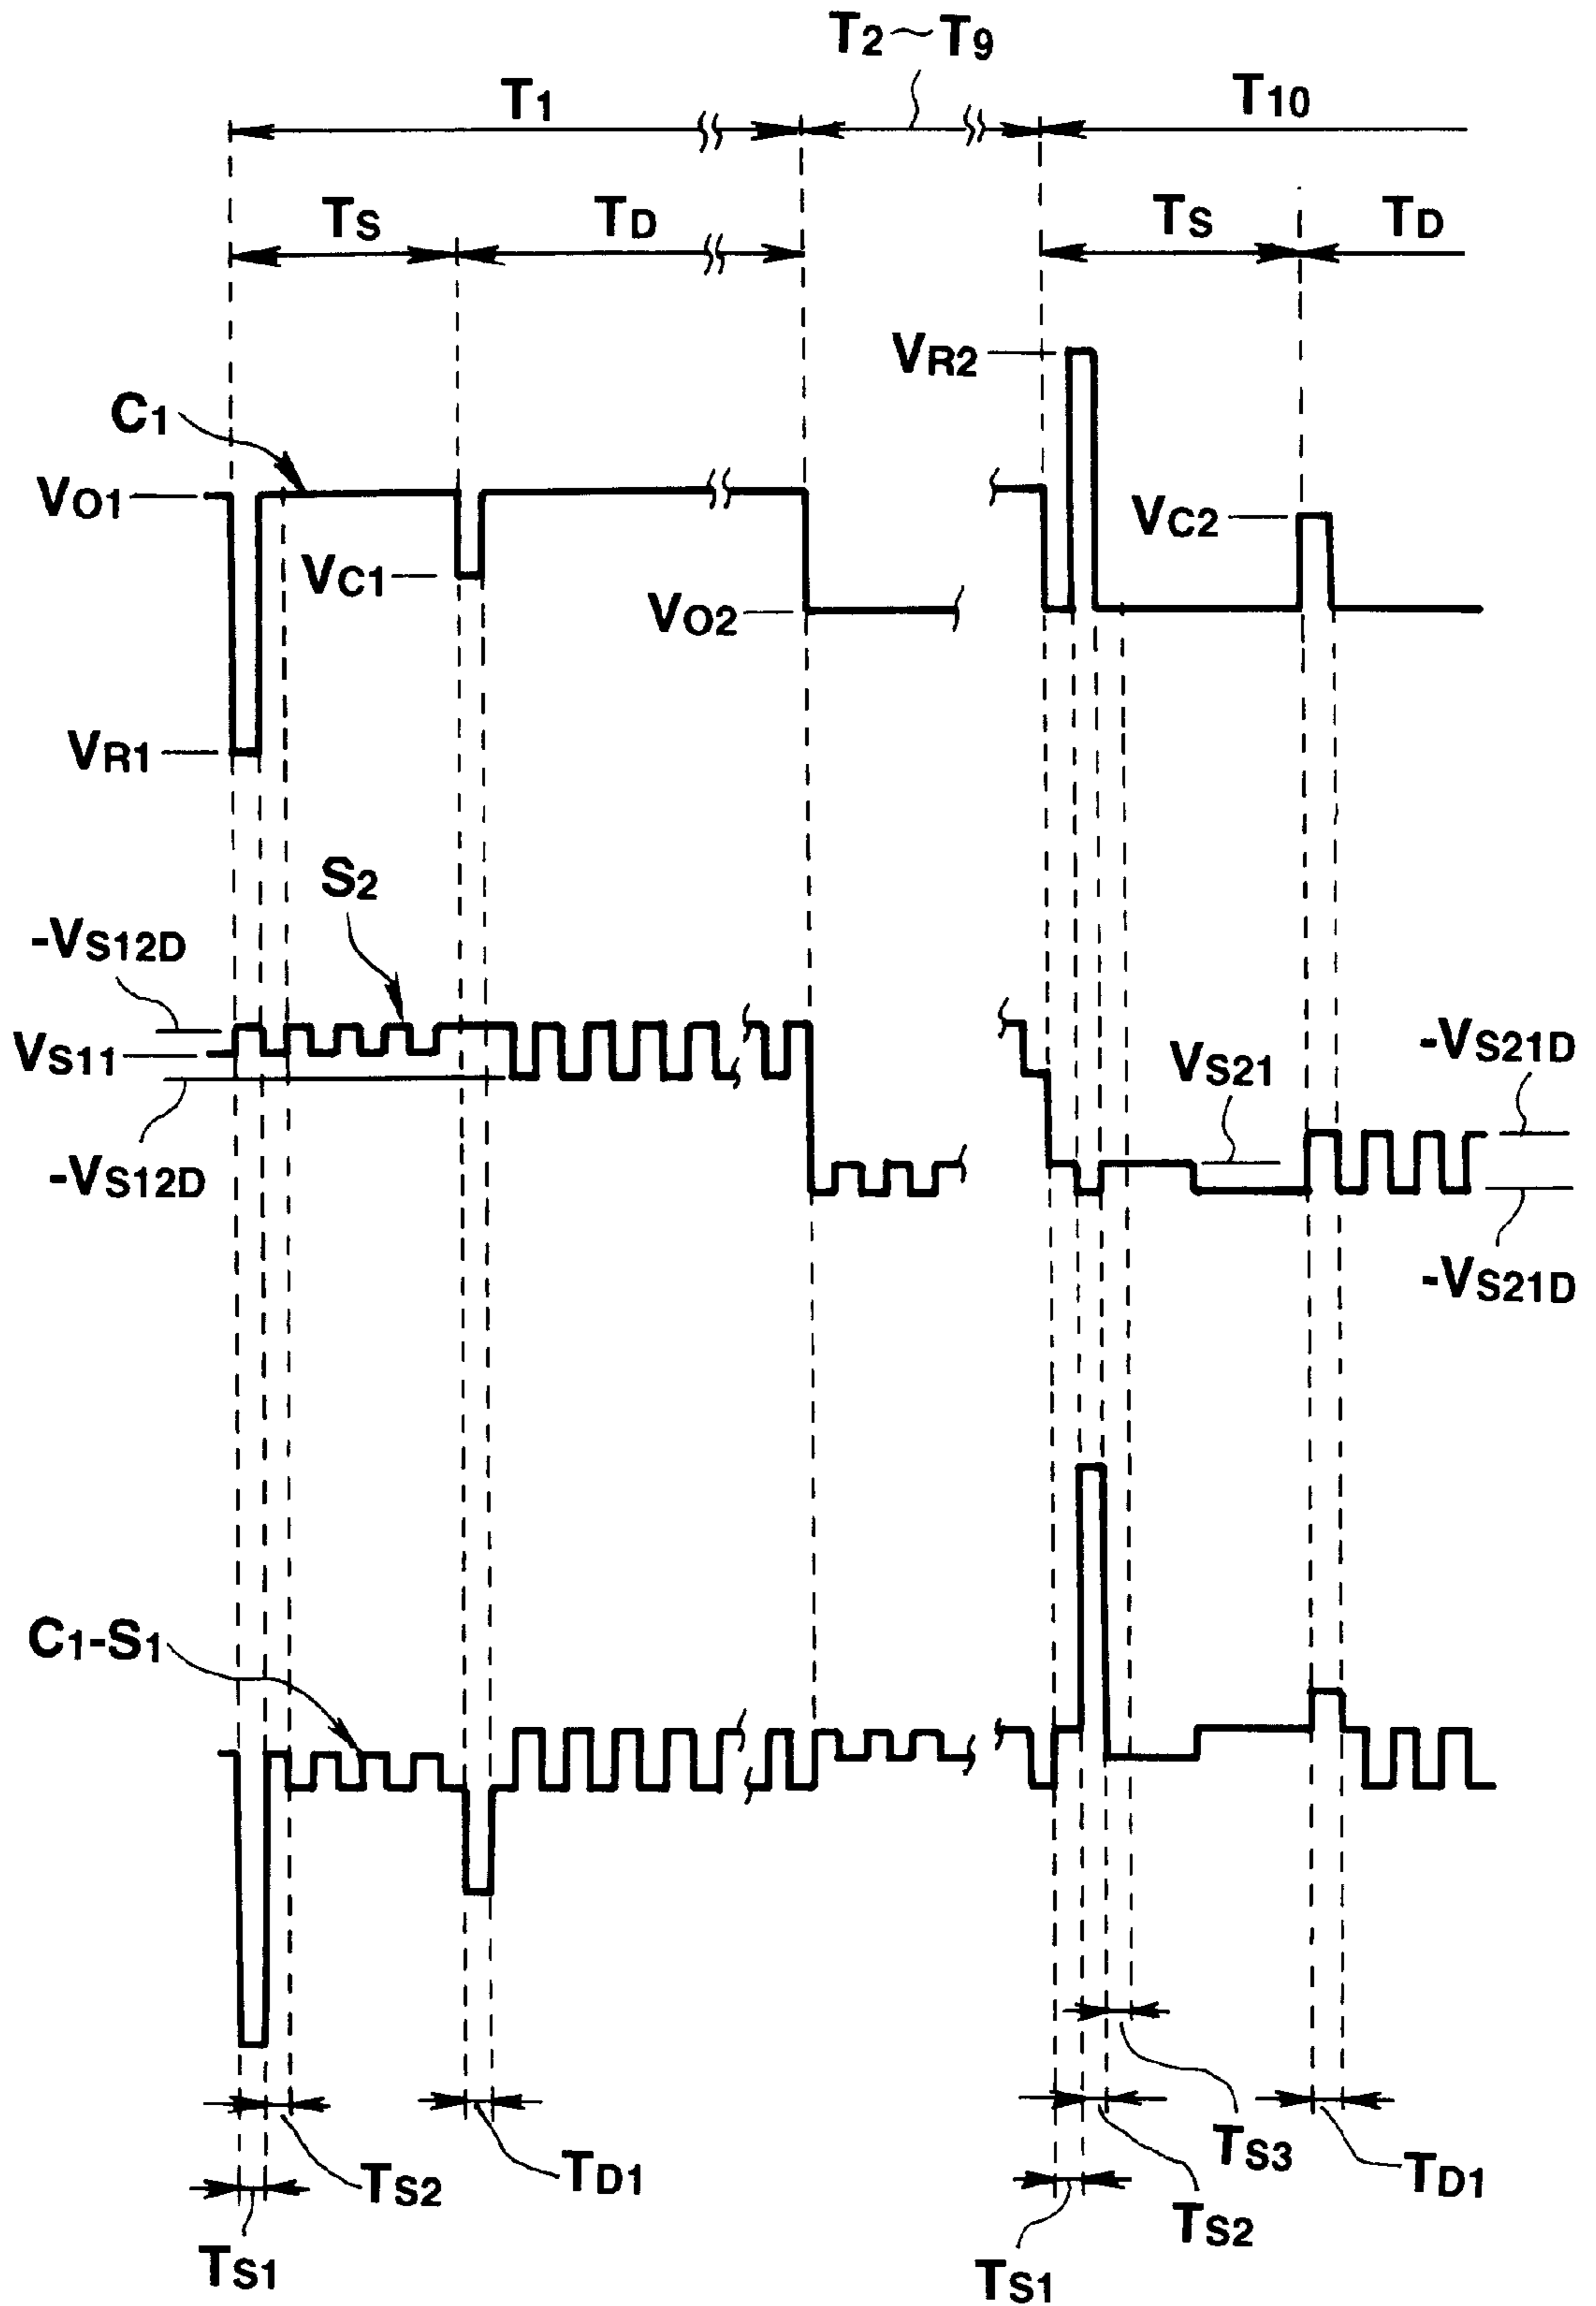 T2～T9
T1
T10
TS
TD
TS
TD
VR2
C1
VO1
VC2
VC1
VO2
VR1
S2
-VS12D
VS11
VS21
-VS21D
-VS12D
-VS21D
C1-S1
TS2
TD1
TS3
TD1
TS1
TS2
TS1